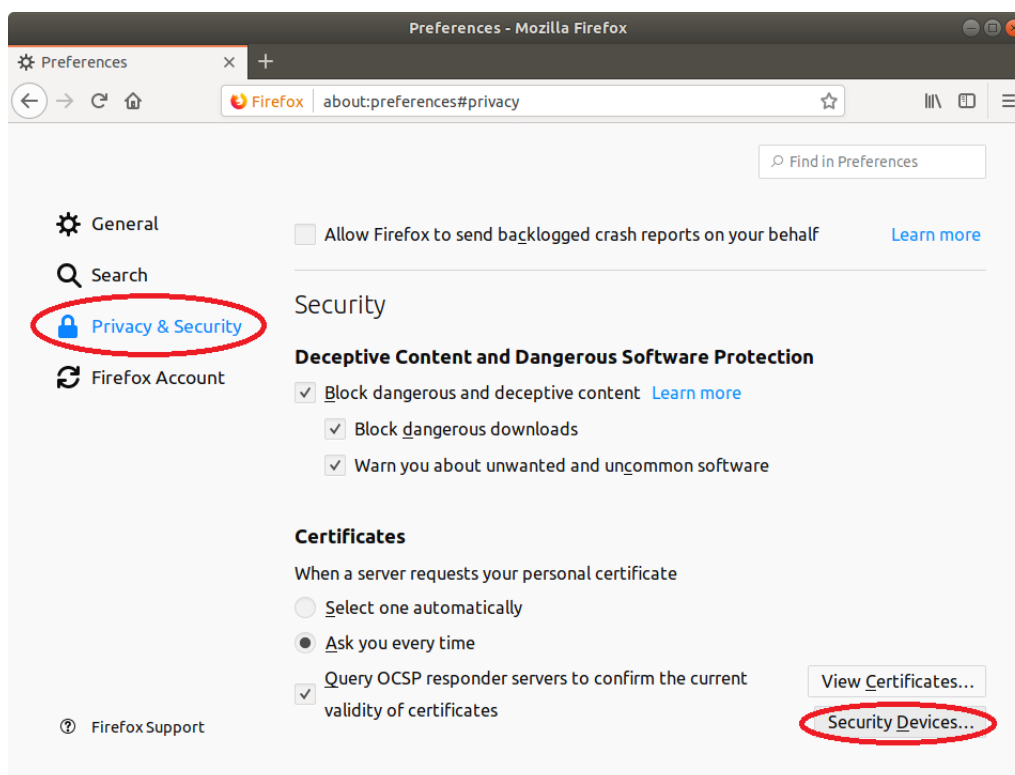 Preferences - Mozilla Firefox
Preferences
Firefox about:preferences#privacy
Find in Preferences
General
Search
Privacy & Security
Firefox Account
Allow Firefox to send backlogged crash reports on your behalf Learn more
Security
Deceptive Content and Dangerous Software Protection
Block dangerous and deceptive content Learn more
Block dangerous downloads
Warn you about unwanted and uncommon software
Certificates
When a server requests your personal certificate
Select one automatically
Ask you every time
Query OCSP responder servers to confirm the current
validity of certificates
View Certificates...
Security Devices...
Firefox Support